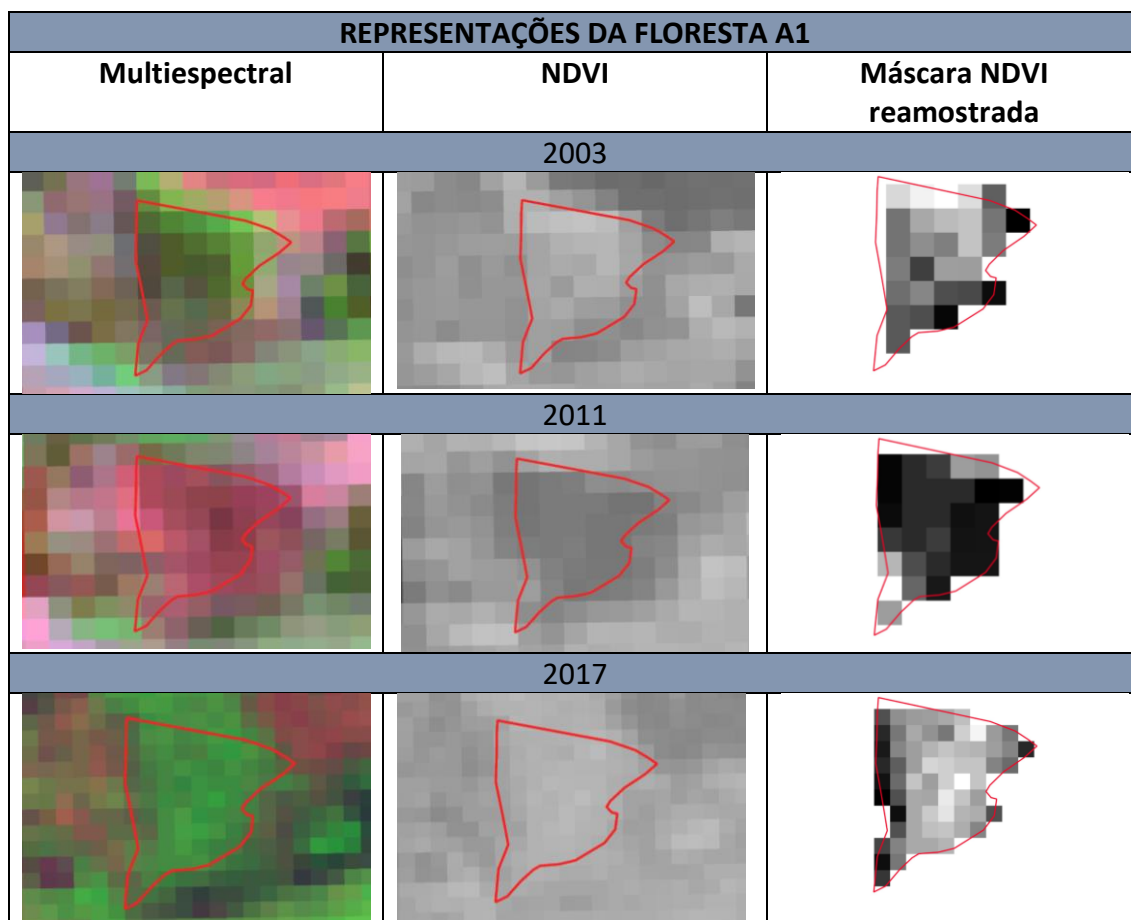 REPRESENTAÇÕES DA FLORESTA A1
Multiespectral
NDVI
Máscara NDVI
reamostrada
2003
2011
2017